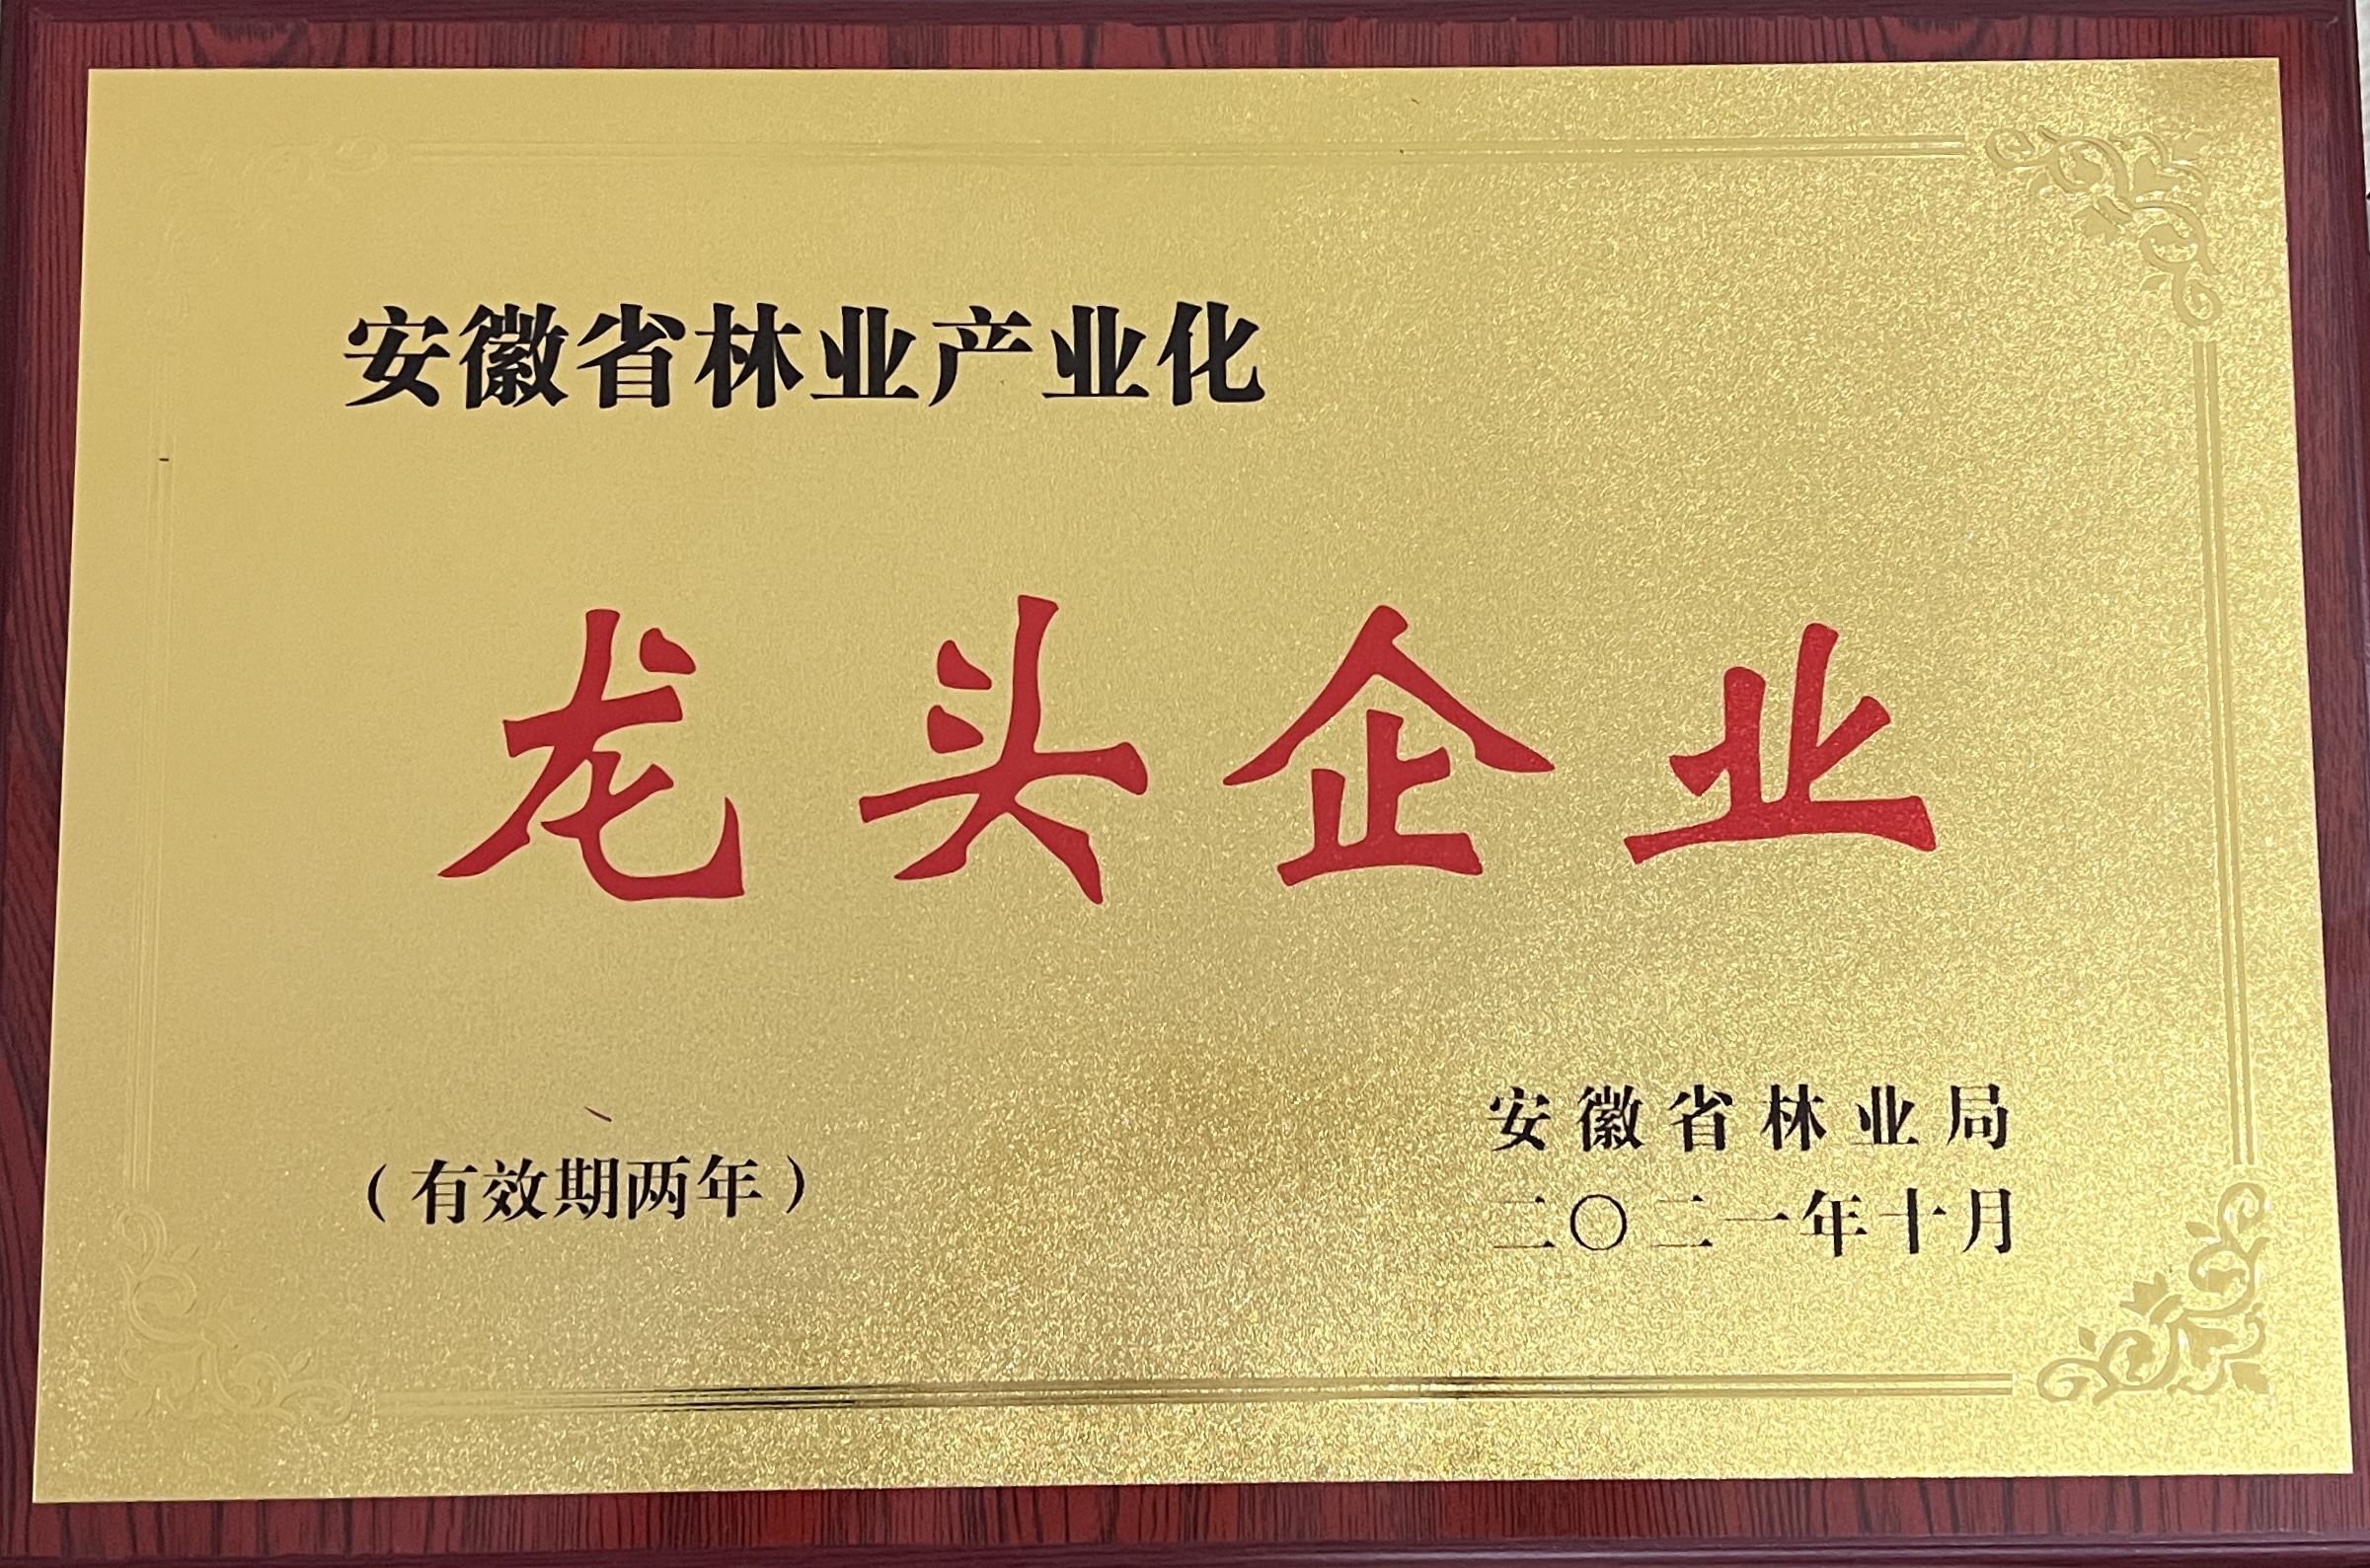 安徽省林业产业化
龙头企业
（有效期两年）
安徽省林业局
二〇二一年十月